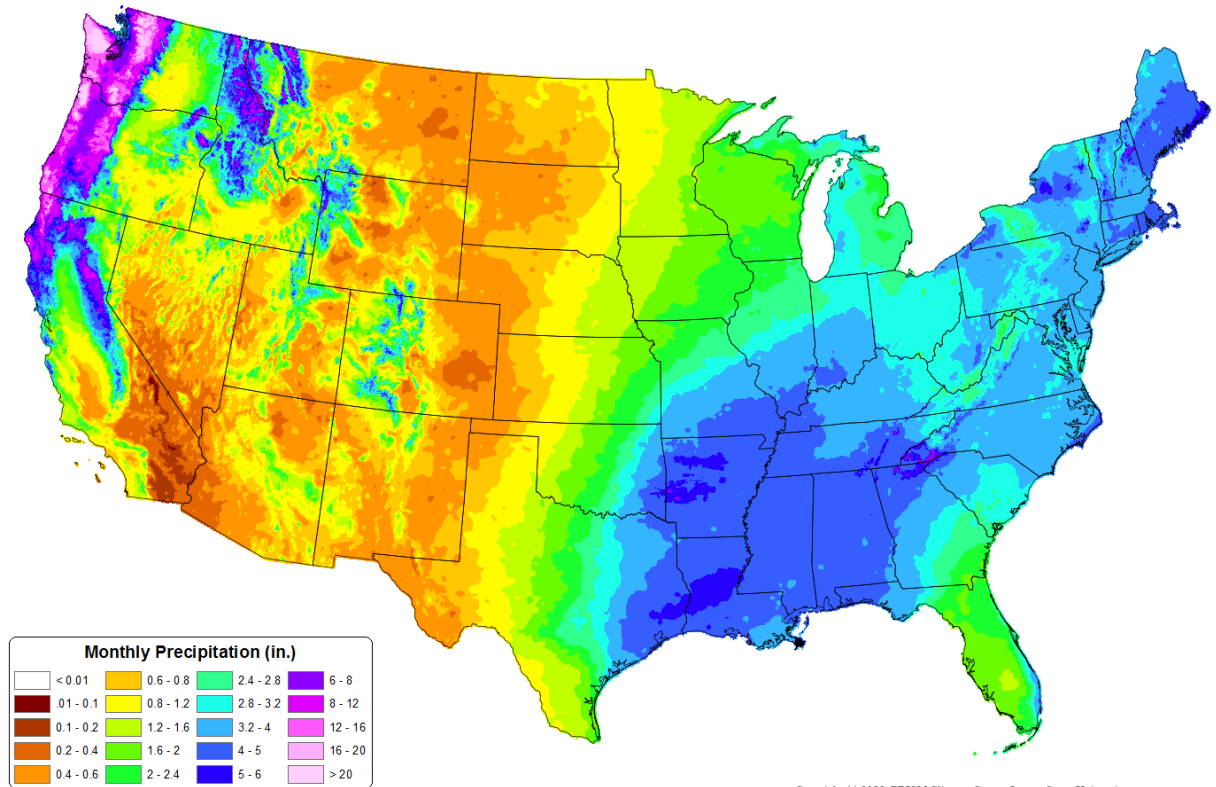 Monthly Precipitation (in.)
< 0.01 0.6 - 0.8 2.4 - 2.8 6 - 8
.01 - 0.1 0.8 - 1.2 2.8 - 3.2 8 - 12
0.1 - 0.2 1.2 - 1.6 3.2 - 4 12 - 16
0.2 - 0.4 1.6 - 2 4 - 5 16 - 20
0.4 - 0.6 2 - 2.4 5 - 6 > 20